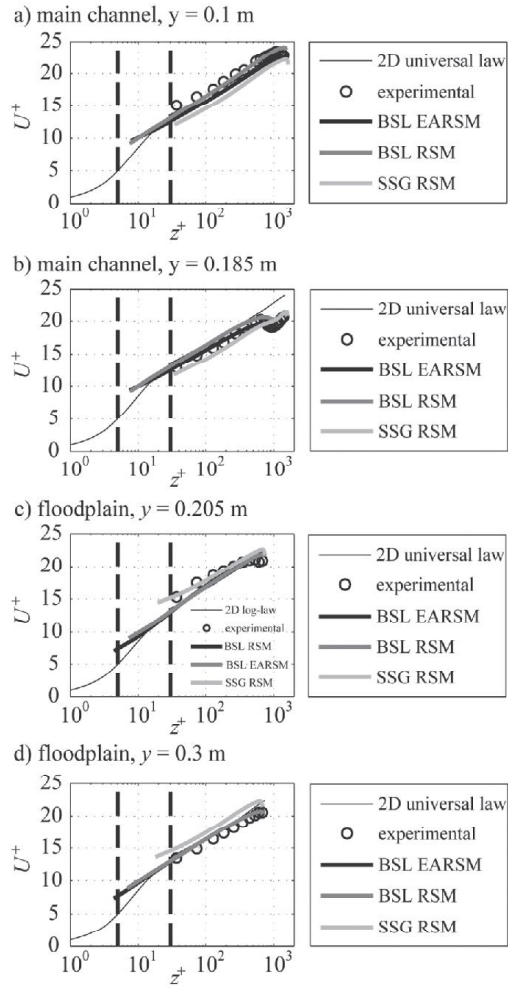 a) main channel, y = 0.1 m
25
20
15
10
5
0
U+
10^0
10^1
10^2
10^3
z+
2D universal law
experimental
BSL EARSM
BSL RSM
SSG RSM
b) main channel, y = 0.185 m
25
20
15
10
5
0
U+
10^0
10^1
10^2
10^3
z+
2D universal law
experimental
BSL EARSM
BSL RSM
SSG RSM
c) floodplain, y = 0.205 m
25
20
15
10
5
0
U+
2D log-law
experimental
BSL RSM
BSL EARSM
SSG RSM
10^0
10^1
10^2
10^3
z+
2D universal law
experimental
BSL EARSM
BSL RSM
SSG RSM
d) floodplain, y = 0.3 m
25
20
15
10
5
0
U+
10^0
10^1
10^2
10^3
z+
2D universal law
experimental
BSL EARSM
BSL RSM
SSG RSM